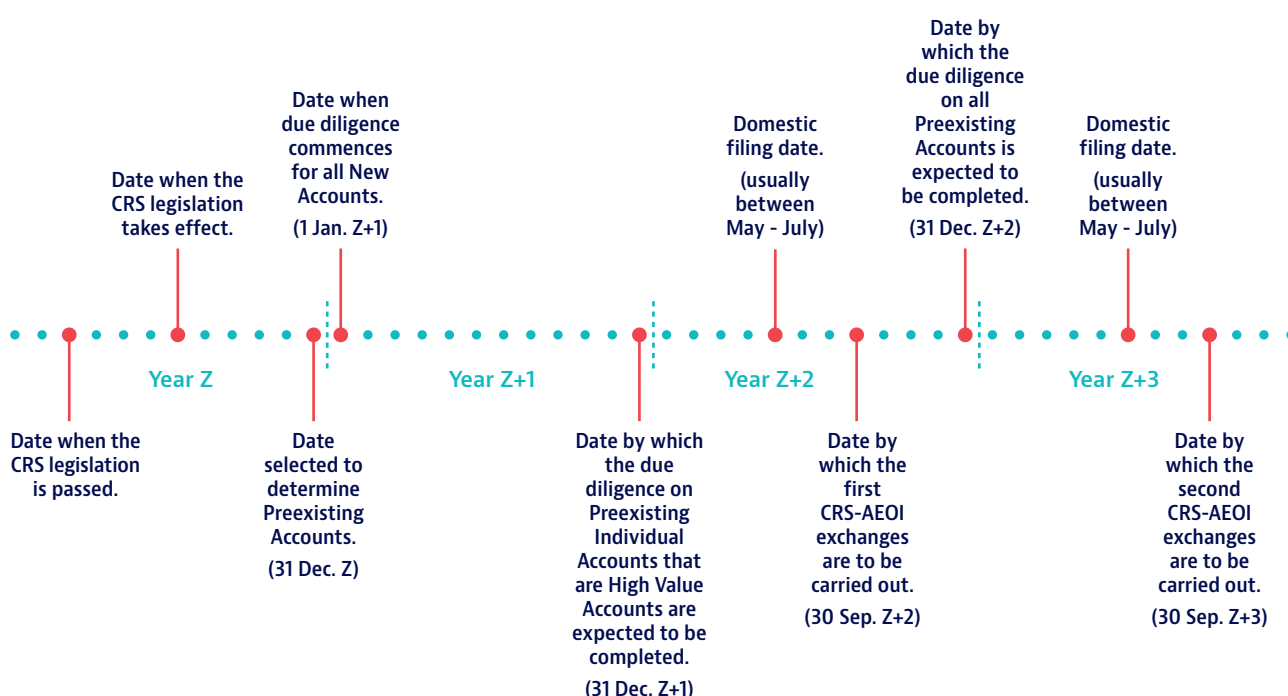 Date when the
CRS legislation
takes effect.
Date when
due diligence
commences
for all New
Accounts.
(1 Jan. Z+1)
Domestic
filing date.
(usually
between
May - July)
Date by
which the
due diligence
on all
Preexisting
Accounts is
expected to
be completed.
(31 Dec. Z+2)
Domestic
filing date.
(usually
between
May - July)
Year Z
Year Z+1
Year Z+2
Year Z+3
Date when the
CRS legislation
is passed.
Date
selected to
determine
Preexisting
Accounts.
(31 Dec. Z)
Date by which
the due
diligence on
Preexisting
Individual
Accounts that
are High Value
Accounts are
expected to be
completed.
(31 Dec. Z+1)
Date by
which the
first
CRS-AEOI
exchanges
are to be
carried out.
(30 Sep. Z+2)
Date by
which the
second
CRS-AEOI
exchanges
are to be
carried out.
(30 Sep. Z+3)